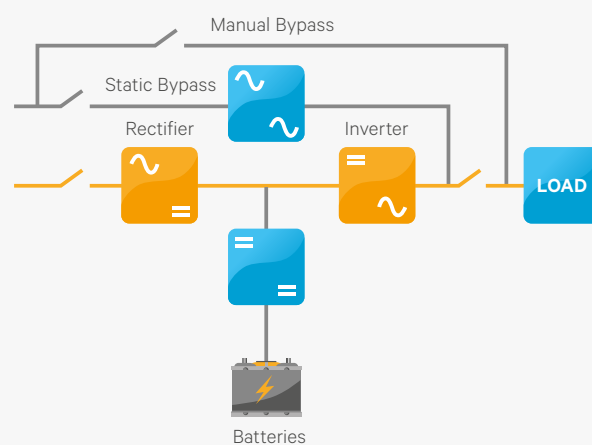 Manual Bypass
Static Bypass
Rectifier
Inverter
LOAD
Batteries